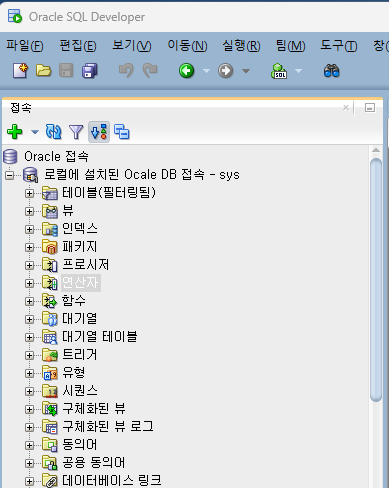 Oracle SQL Developer
파일(F) 편집(E) 보기(V) 이동(N) 실행(R) 팀(M) 도구(T) 창(
SQL
접속
Oracle 접속
로컬에 설치된 Ocale DB 접속 - sys
테이블(필터링됨)
뷰
인덱스
패키지
프로시저
연산자
함수
대기열
대기열 테이블
트리거
유형
시퀀스
구체화된 뷰
구체화된 뷰 로그
동의어
공용 동의어
데이터베이스 링크